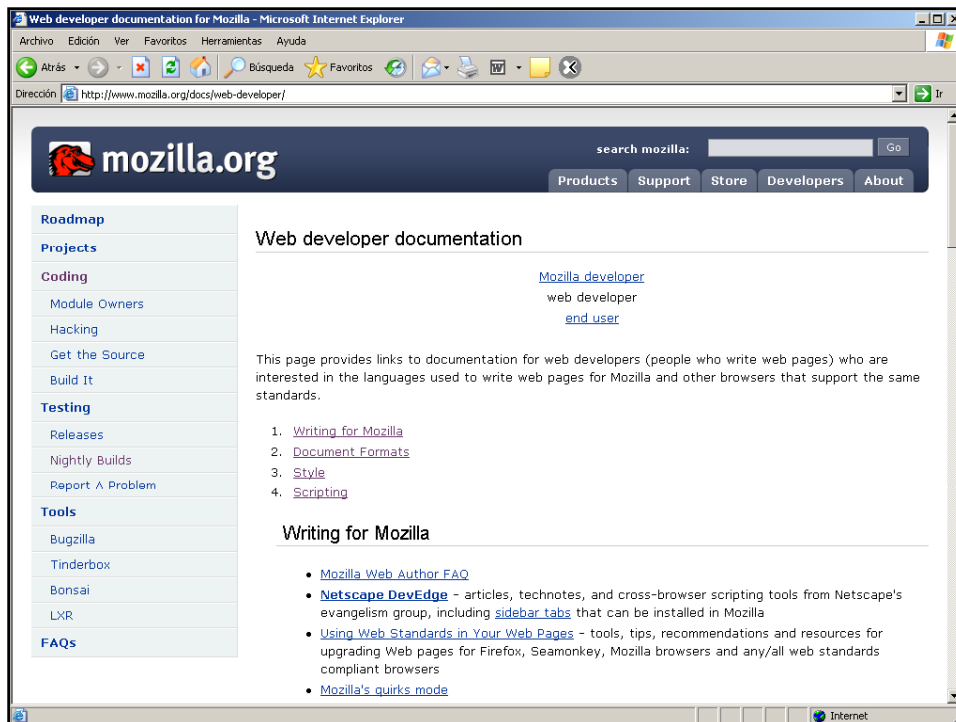 Web developer documentation for Mozilla - Microsoft Internet Explorer
Archivo Edición Ver Favoritos Herramientas Ayuda
Atrás Búsqueda Favoritos
Dirección http://www.mozilla.org/docs/web-developer/ Ir
mozilla.org
search mozilla: Go
Products Support Store Developers About
Roadmap
Projects
Coding
Module Owners
Hacking
Get the Source
Build It
Testing
Releases
Nightly Builds
Report A Problem
Tools
Bugzilla
Tinderbox
Bonsai
LXR
FAQs
Web developer documentation
Mozilla developer
web developer
end user
This page provides links to documentation for web developers (people who write web pages) who are
interested in the languages used to write web pages for Mozilla and other browsers that support the same
standards.
1. Writing for Mozilla
2. Document Formats
3. Style
4. Scripting
Writing for Mozilla
• Mozilla Web Author FAQ
• Netscape DevEdge - articles, technotes, and cross-browser scripting tools from Netscape's
evangelism group, including sidebar tabs that can be installed in Mozilla
• Using Web Standards in Your Web Pages - tools, tips, recommendations and resources for
upgrading Web pages for Firefox, Seamonkey, Mozilla browsers and any/all web standards
compliant browsers
• Mozilla's quirks mode
Internet